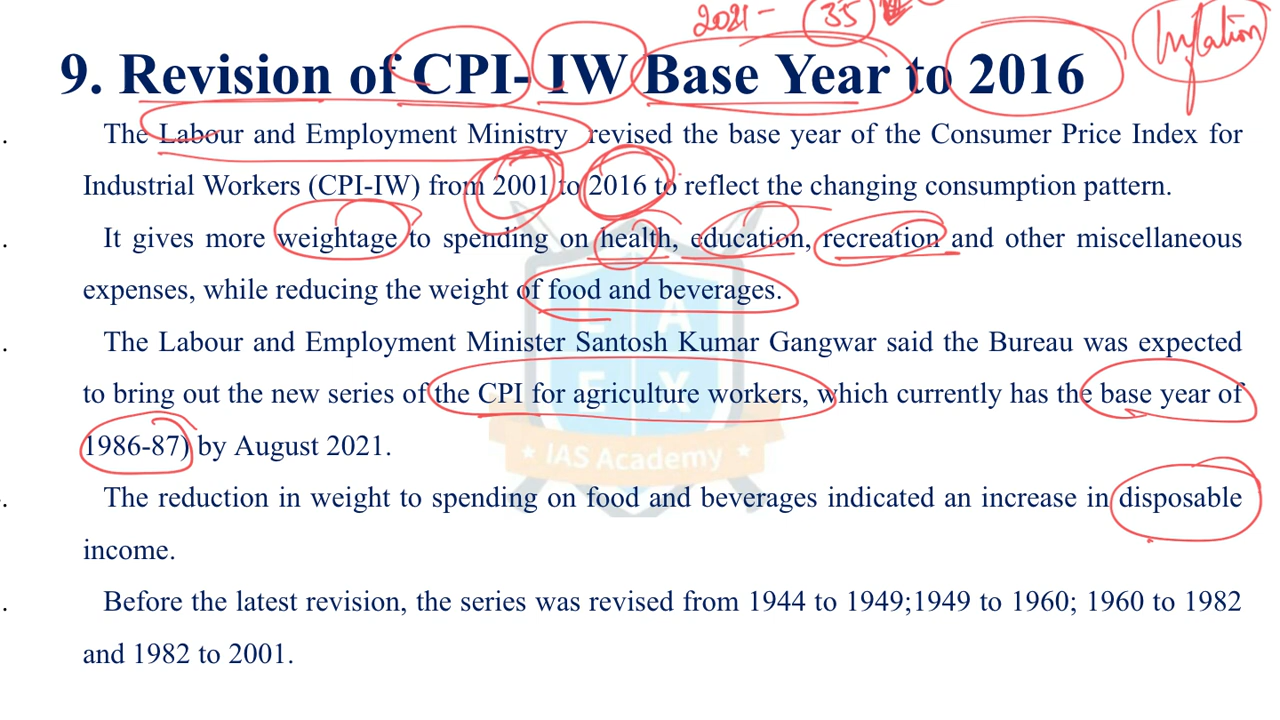 2021 - 35
Inflation
9. Revision of CPI- IW Base Year to 2016
. The Labour and Employment Ministry revised the base year of the Consumer Price Index for
Industrial Workers (CPI-IW) from 2001 to 2016 to reflect the changing consumption pattern.
. It gives more weightage to spending on health, education, recreation and other miscellaneous
expenses, while reducing the weight of food and beverages.
. The Labour and Employment Minister Santosh Kumar Gangwar said the Bureau was expected
to bring out the new series of the CPI for agriculture workers, which currently has the base year of
1986-87) by August 2021.
. The reduction in weight to spending on food and beverages indicated an increase in disposable
income.
. Before the latest revision, the series was revised from 1944 to 1949;1949 to 1960; 1960 to 1982
and 1982 to 2001.
L A
E X
IAS Academy